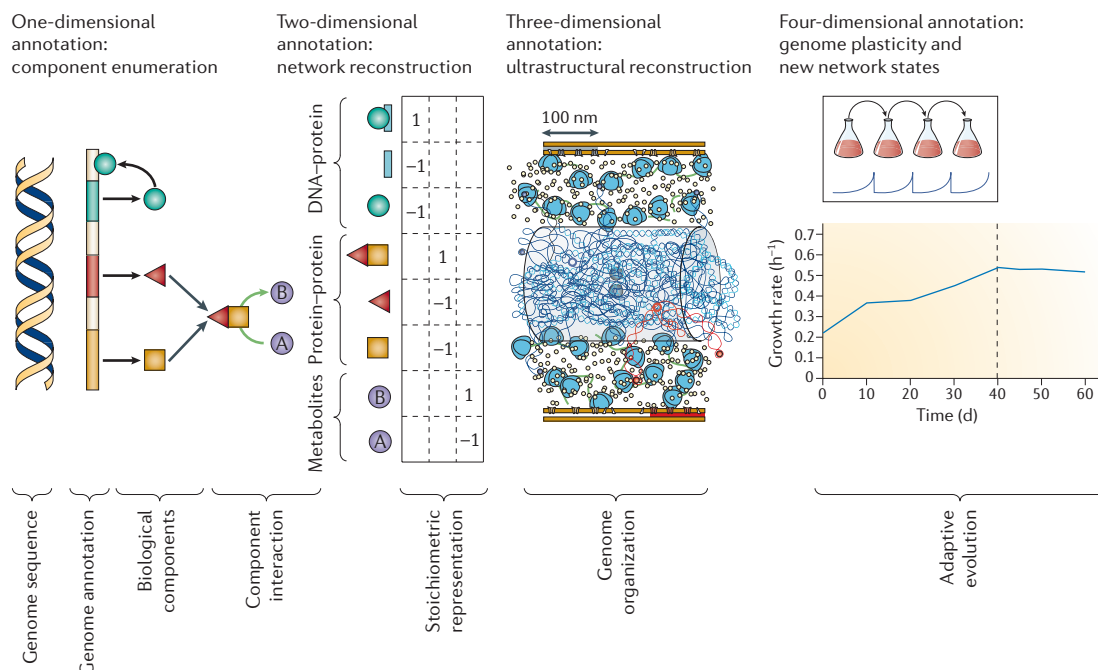 One-dimensional
annotation:
component enumeration
Two-dimensional
annotation:
network reconstruction
Three-dimensional
annotation:
ultrastructural reconstruction
Four-dimensional annotation:
genome plasticity and
new network states
B
A
DNA–protein
Protein–protein
Metabolites
B
A
1
–1
–1
1
–1
–1
1
–1
100 nm
0.7
0.6
0.5
0.4
0.3
0.2
0.1
0
Growth rate (h–1)
0 10 20 30 40 50 60
Time (d)
Genome sequence
Genome annotation
Biological
components
Component
interaction
Stoichiometric
representation
Genome
organization
Adaptive
evolution